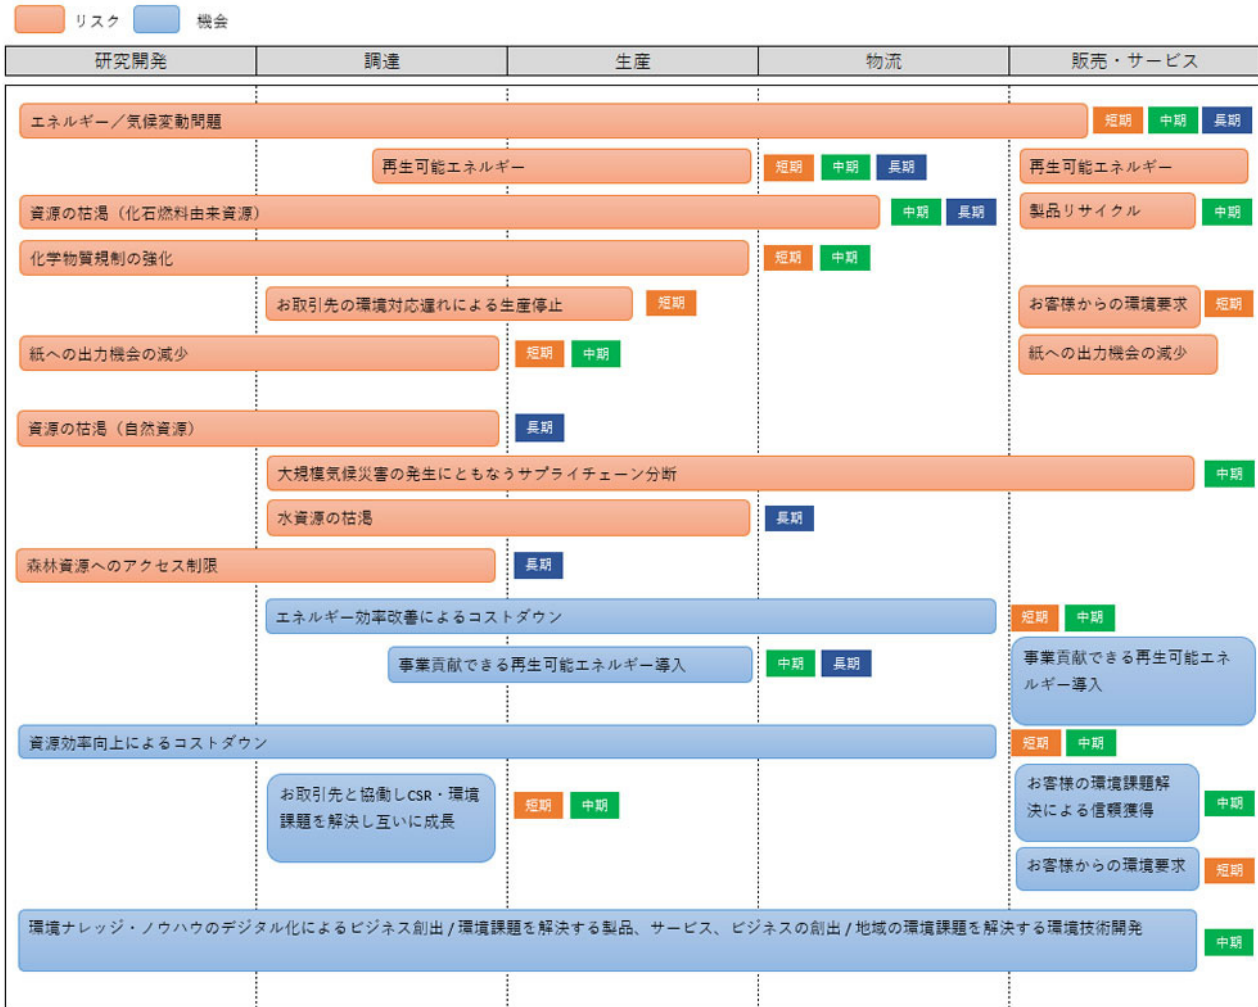 リスク 機会
研究開発 調達 生産 物流 販売・サービス
エネルギー／気候変動問題 短期 中期 長期
再生可能エネルギー 短期 中期 長期 再生可能エネルギー
資源の枯渇（化石燃料由来資源） 中期 長期 製品リサイクル 中期
化学物質規制の強化 短期 中期
お取引先の環境対応遅れによる生産停止 短期 お客様からの環境要求 短期
紙への出力機会の減少 短期 中期 紙への出力機会の減少
資源の枯渇（自然資源） 長期
大規模気候災害の発生にともなうサプライチェーン分断 中期
水資源の枯渇 長期
森林資源へのアクセス制限 長期
エネルギー効率改善によるコストダウン 短期 中期
事業貢献できる再生可能エネルギー導入 中期 長期
事業貢献できる再生可能エネ
ルギー導入
資源効率向上によるコストダウン 短期 中期
お取引先と協働しCSR・環境
課題を解決し互いに成長
短期 中期
お客様の環境課題解
決による信頼獲得
中期
お客様からの環境要求 短期
環境ナレッジ・ノウハウのデジタル化によるビジネス創出 / 環境課題を解決する製品、サービス、ビジネスの創出 / 地域の環境課題を解決する環境技術開発
中期